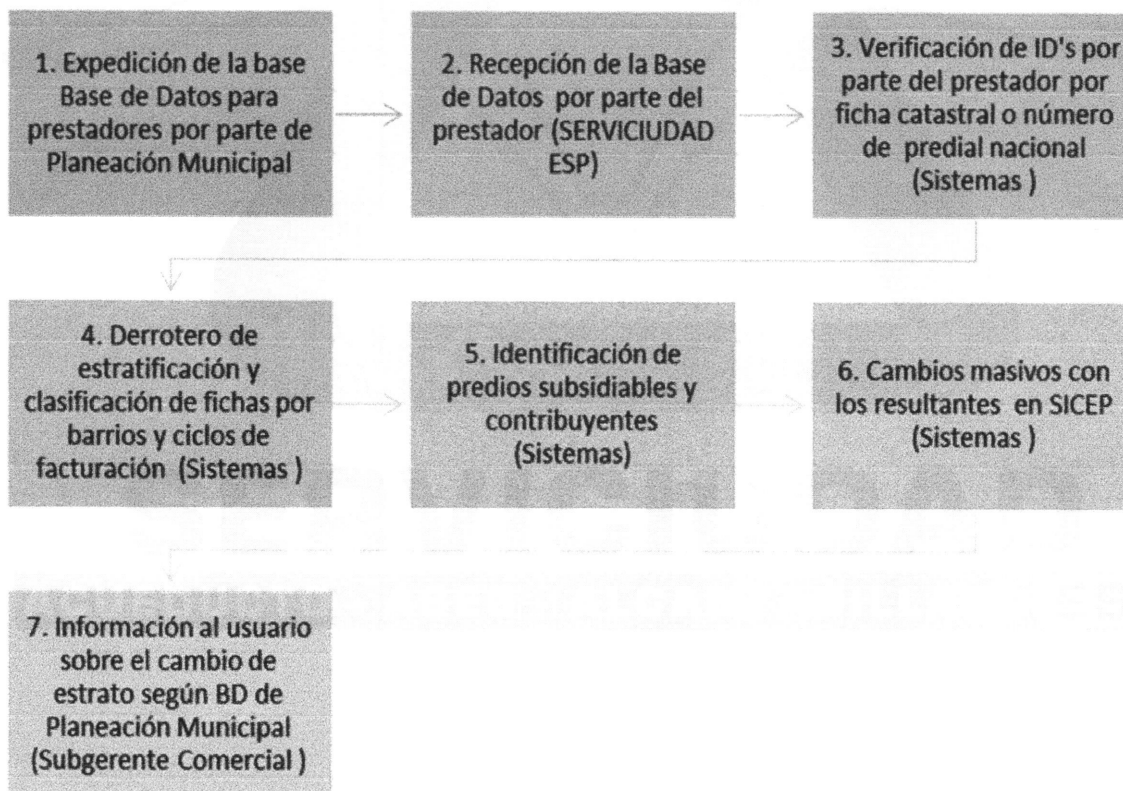 1. Expedición de la base
Base de Datos para
prestadores por parte de
Planeación Municipal
2. Recepción de la Base
de Datos por parte del
prestador (SERVICIUDAD
ESP)
3. Verificación de ID's por
parte del prestador por
ficha catastral o número
de predial nacional
(Sistemas )
4. Derrotero de
estratificación y
clasificación de fichas por
barrios y ciclos de
facturación (Sistemas )
5. Identificación de
predios subsidiables y
contribuyentes
(Sistemas)
6. Cambios masivos con
los resultantes en SICEP
(Sistemas )
7. Información al usuario
sobre el cambio de
estrato según BD de
Planeación Municipal
(Subgerente Comercial )